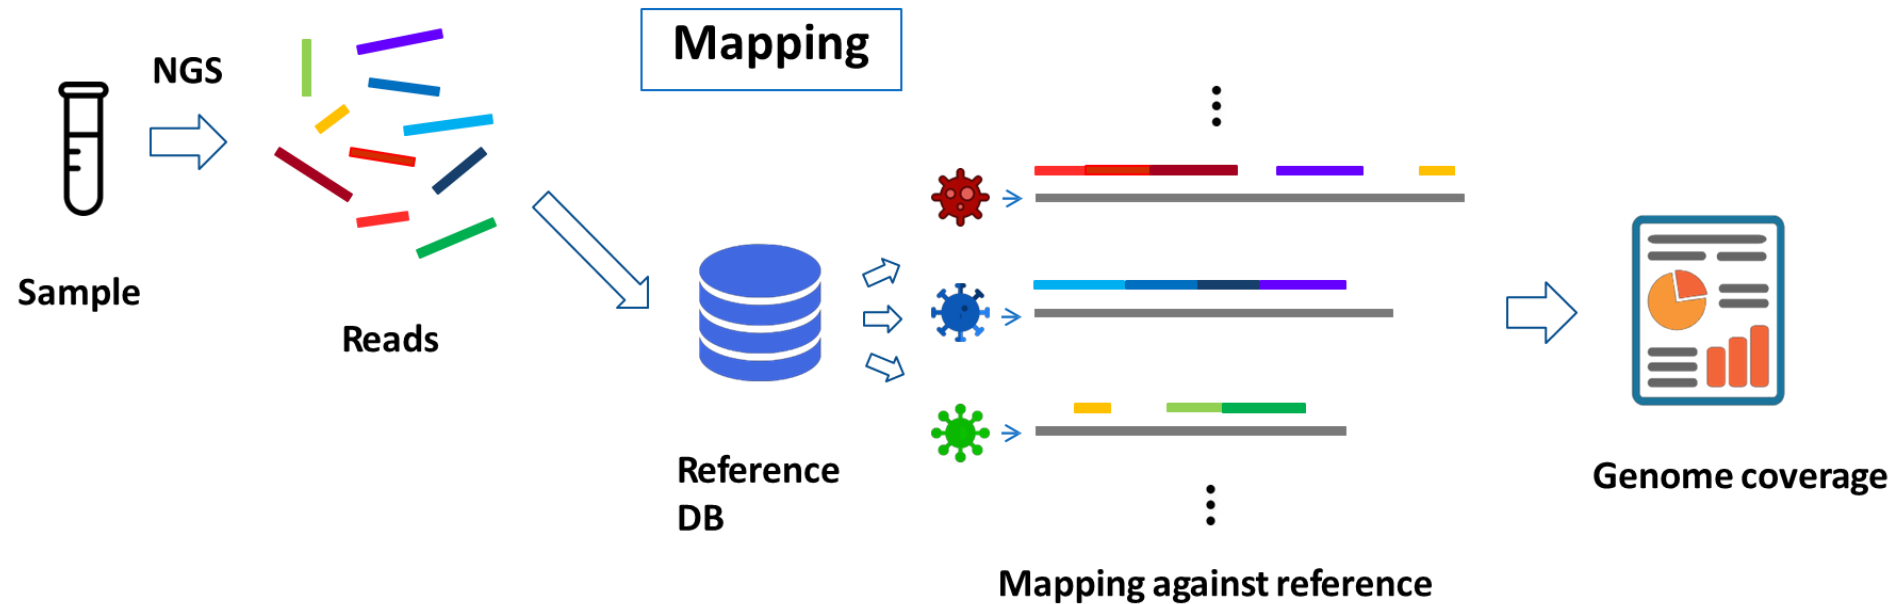 Mapping
NGS
Sample
Reads
Reference
DB
Mapping against reference
Genome coverage